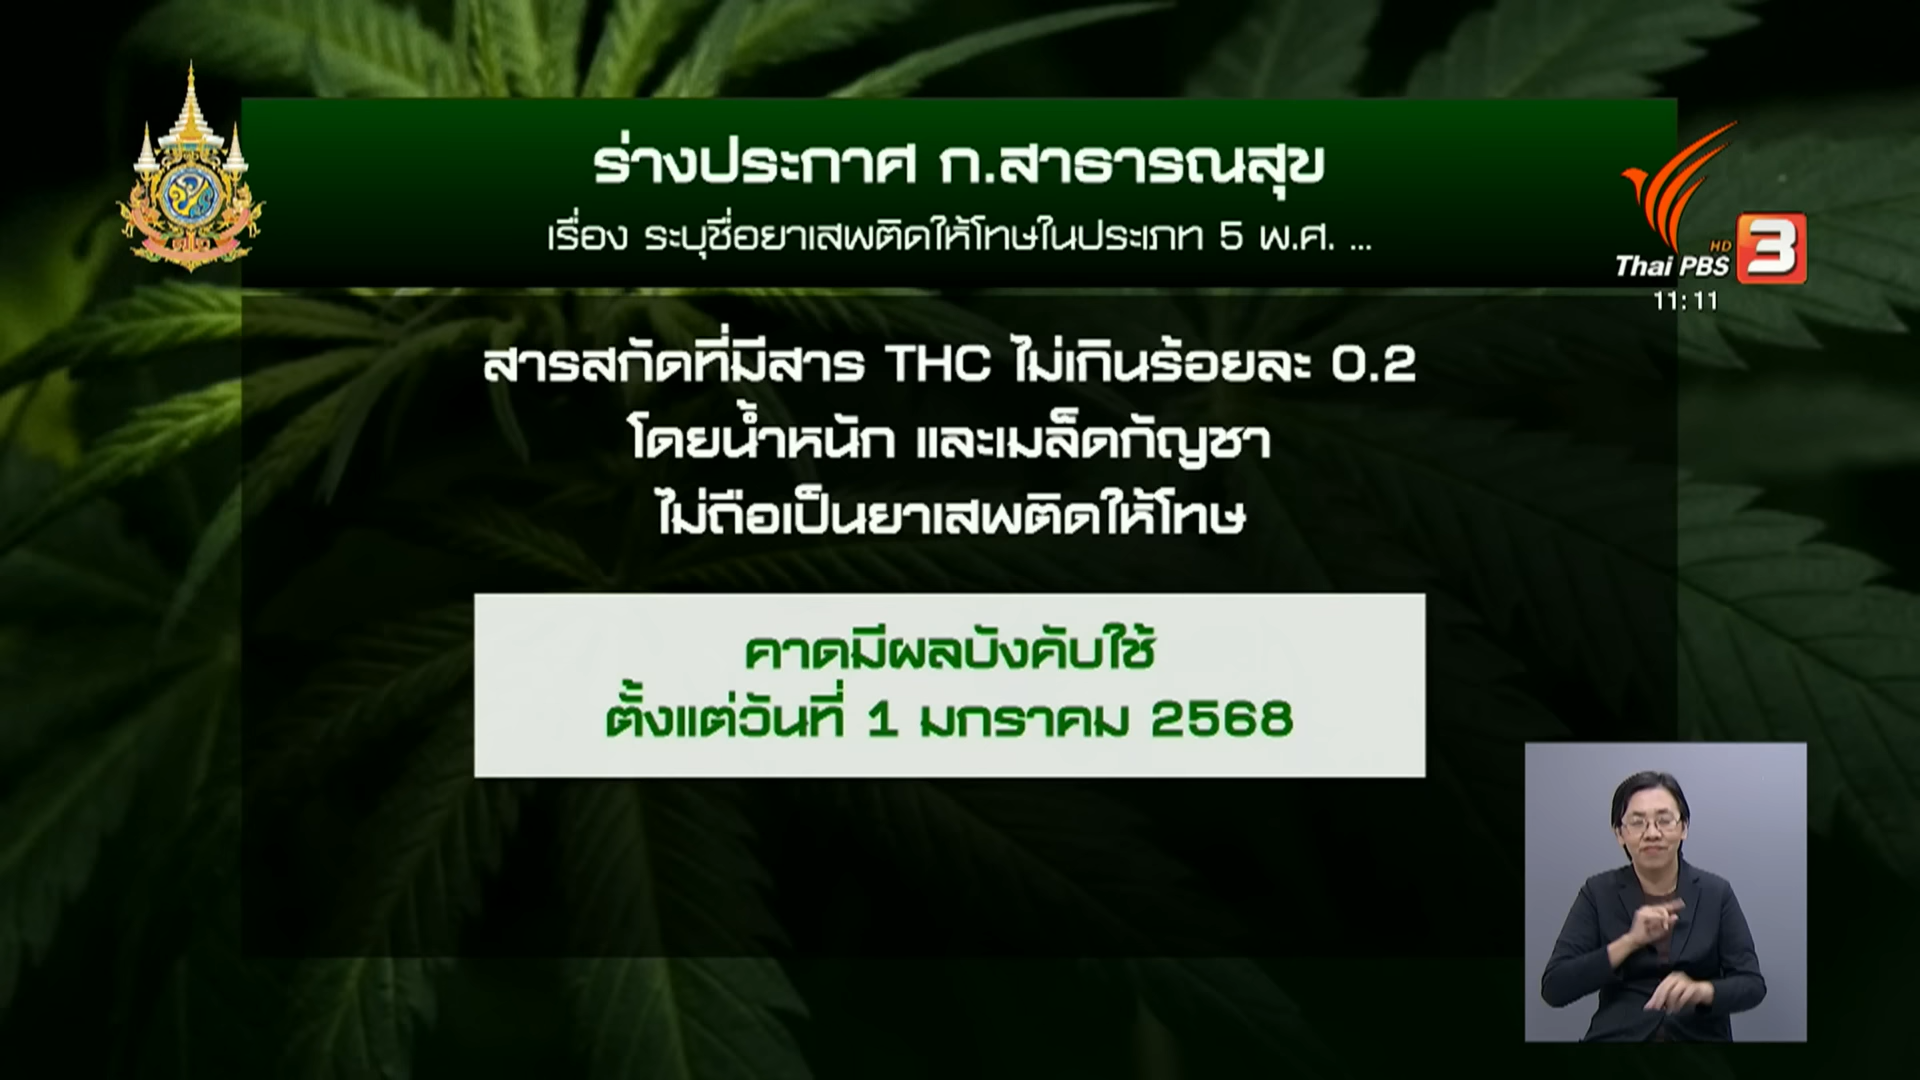 ร่างประกาศ ก.สาธารณสุข
เรื่อง ระบุชื่อยาเสพติดให้โทษในประเภท 5 พ.ศ. ...
HD
Thai PBS 3
11:11
สารสกัดที่มีสาร THC ไม่เกินร้อยละ 0.2
โดยน้ำหนัก และเมล็ดกัญชา
ไม่ถือเป็นยาเสพติดให้โทษ
คาดมีผลบังคับใช้
ตั้งแต่วันที่ 1 มกราคม 2568